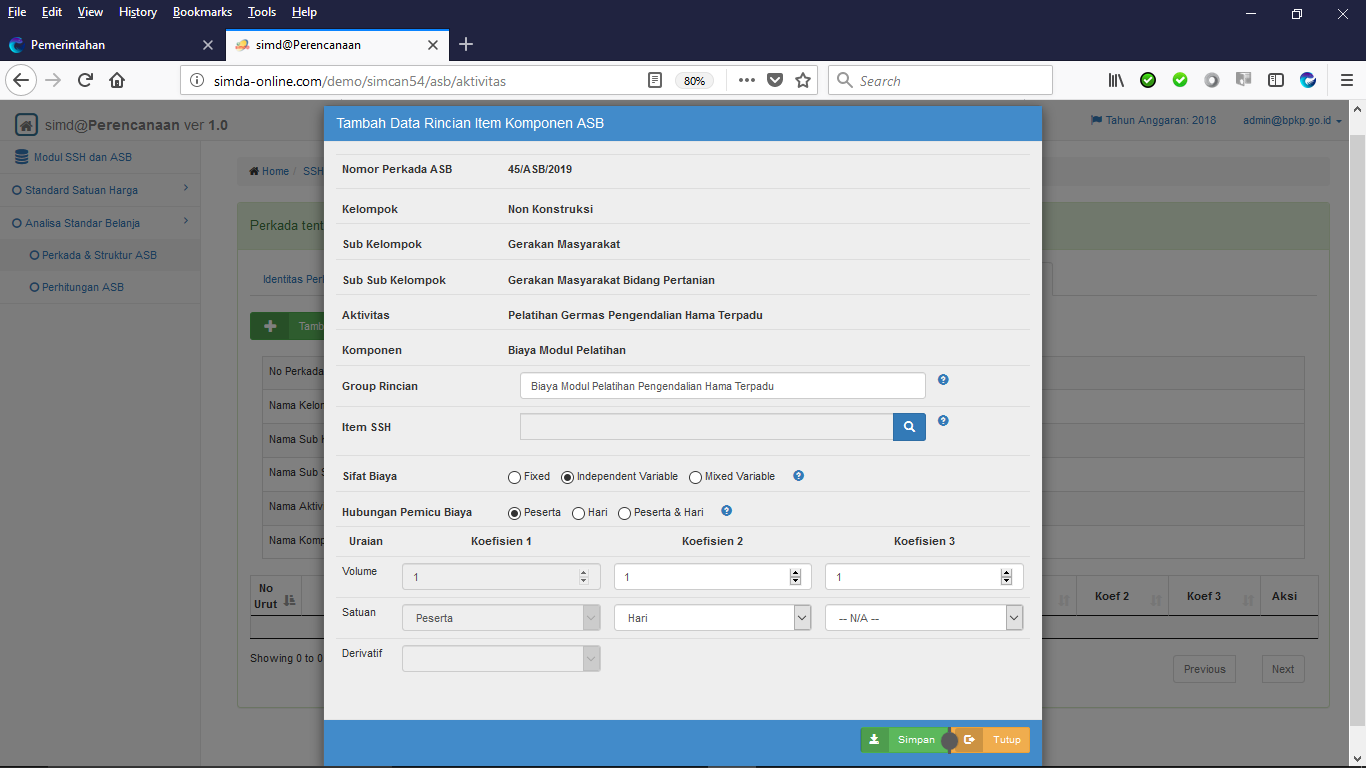 File Edit View History Bookmarks Tools Help
Pemerintahan simd@Perencanaan
simda-online.com/demo/simcan54/asb/aktivitas 80% Search
simd@Perencanaan ver 1.0
Tahun Anggaran: 2018 admin@bpkp.go.id
Modul SSH dan ASB
Standard Satuan Harga
Analisa Standar Belanja
Perkada & Struktur ASB
Perhitungan ASB
Home / SSH
Perkada tent
Identitas Per
Tamb
No Perkada
Nama Kelor
Nama Sub
Nama Sub S
Nama Aktiv
Nama Komp
No Urut Koef 2 Koef 3 Aksi
Showing 0 to 0
Previous Next
Tambah Data Rincian Item Komponen ASB
Nomor Perkada ASB 45/ASB/2019
Kelompok Non Konstruksi
Sub Kelompok Gerakan Masyarakat
Sub Sub Kelompok Gerakan Masyarakat Bidang Pertanian
Aktivitas Pelatihan Germas Pengendalian Hama Terpadu
Komponen Biaya Modul Pelatihan
Group Rincian Biaya Modul Pelatihan Pengendalian Hama Terpadu
Item SSH
Sifat Biaya Fixed Independent Variable Mixed Variable
Hubungan Pemicu Biaya Peserta Hari Peserta & Hari
Uraian Koefisien 1 Koefisien 2 Koefisien 3
Volume 1 1 1
Satuan Peserta Hari -- N/A --
Derivatif
Simpan Tutup